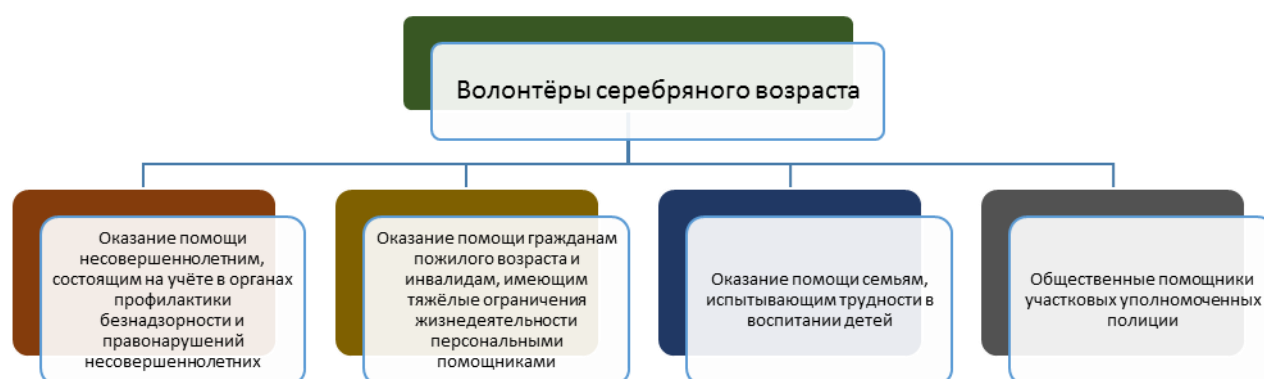 Волонтёры серебряного возраста
Оказание помощи
несовершеннолетним,
состоящим на учёте в органах
профилактики
безнадзорности и
правонарушений
несовершеннолетних
Оказание помощи гражданам
пожилого возраста и
инвалидам, имеющим
тяжёлые ограничения
жизнедеятельности
персональными
помощниками
Оказание помощи семьям,
испытывающим трудности в
воспитании детей
Общественные помощники
участковых уполномоченных
полиции